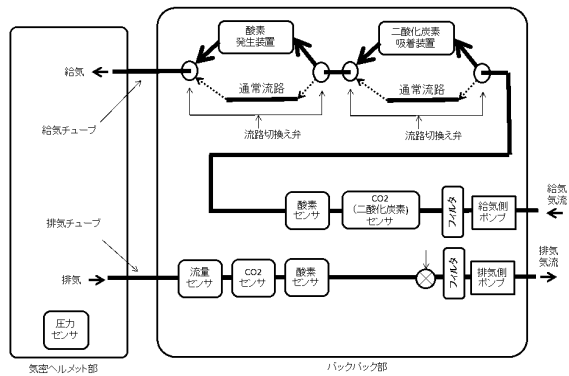 酸素
発生装置
二酸化炭素
吸着装置
給気
通常流路
通常流路
流路切換え弁
流路切換え弁
給気チューブ
酸素
センサ
CO2
(二酸化炭素)
センサ
フィルタ
給気側
ポンプ
給気
気流
排気チューブ
排気
流量
センサ
CO2
センサ
酸素
センサ
フィルタ
排気側
ポンプ
排気
気流
圧力
センサ
気密ヘルメット部
バックパック部